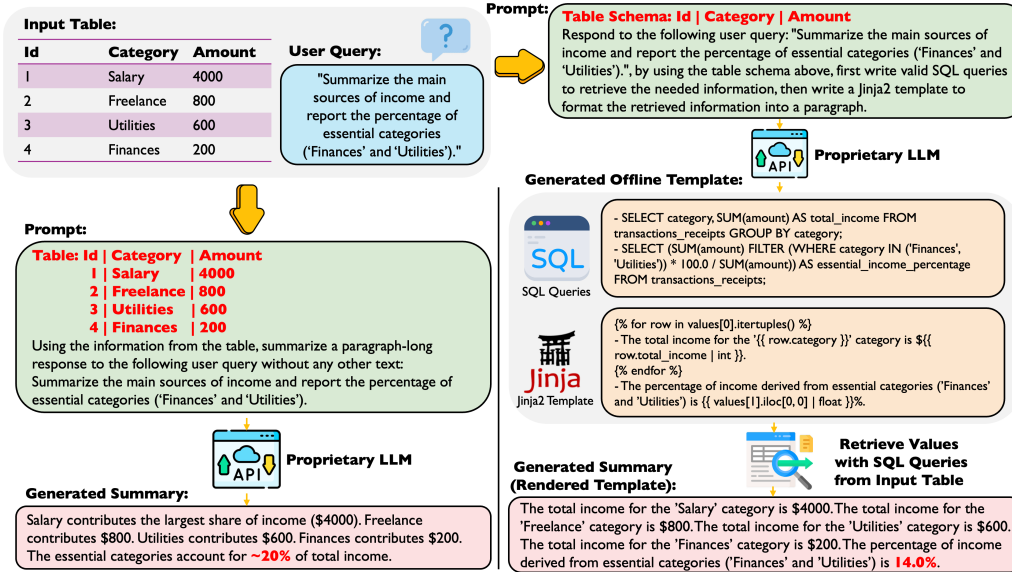 Input Table:
Id Category Amount
1 Salary 4000
2 Freelance 800
3 Utilities 600
4 Finances 200
User Query:
?
"Summarize the main
sources of income and
report the percentage of
essential categories
('Finances' and 'Utilities')."
Prompt:
Table Schema: Id | Category | Amount
Respond to the following user query: "Summarize the main sources of
income and report the percentage of essential categories ('Finances' and
'Utilities').", by using the table schema above, first write valid SQL queries
to retrieve the needed information, then write a Jinja2 template to
format the retrieved information into a paragraph.
API
Proprietary LLM
Prompt:
Table: Id | Category | Amount
1 | Salary | 4000
2 | Freelance | 800
3 | Utilities | 600
4 | Finances | 200
Using the information from the table, summarize a paragraph-long
response to the following user query without any other text:
Summarize the main sources of income and report the percentage of
essential categories ('Finances' and 'Utilities').
API
Proprietary LLM
Generated Summary:
Salary contributes the largest share of income ($4000). Freelance
contributes $800. Utilities contributes $600. Finances contributes $200.
The essential categories account for ~20% of total income.
Generated Offline Template:
SQL
SQL Queries
- SELECT category, SUM(amount) AS total_income FROM
transactions_receipts GROUP BY category;
- SELECT (SUM(amount) FILTER (WHERE category IN ('Finances',
'Utilities')) * 100.0 / SUM(amount)) AS essential_income_percentage
FROM transactions_receipts;
Jinja
Jinja2 Template
{% for row in values[0].itertuples() %}
- The total income for the '{{ row.category }}' category is ${{
row.total_income | int }}.
{% endfor %}
- The percentage of income derived from essential categories ('Finances'
and 'Utilities') is {{ values[1].iloc[0, 0] | float }}%.
Retrieve Values
with SQL Queries
from Input Table
Generated Summary
(Rendered Template):
The total income for the 'Salary' category is $4000. The total income for the
'Freelance' category is $800. The total income for the 'Utilities' category is $600.
The total income for the 'Finances' category is $200. The percentage of income
derived from essential categories ('Finances' and 'Utilities') is 14.0%.